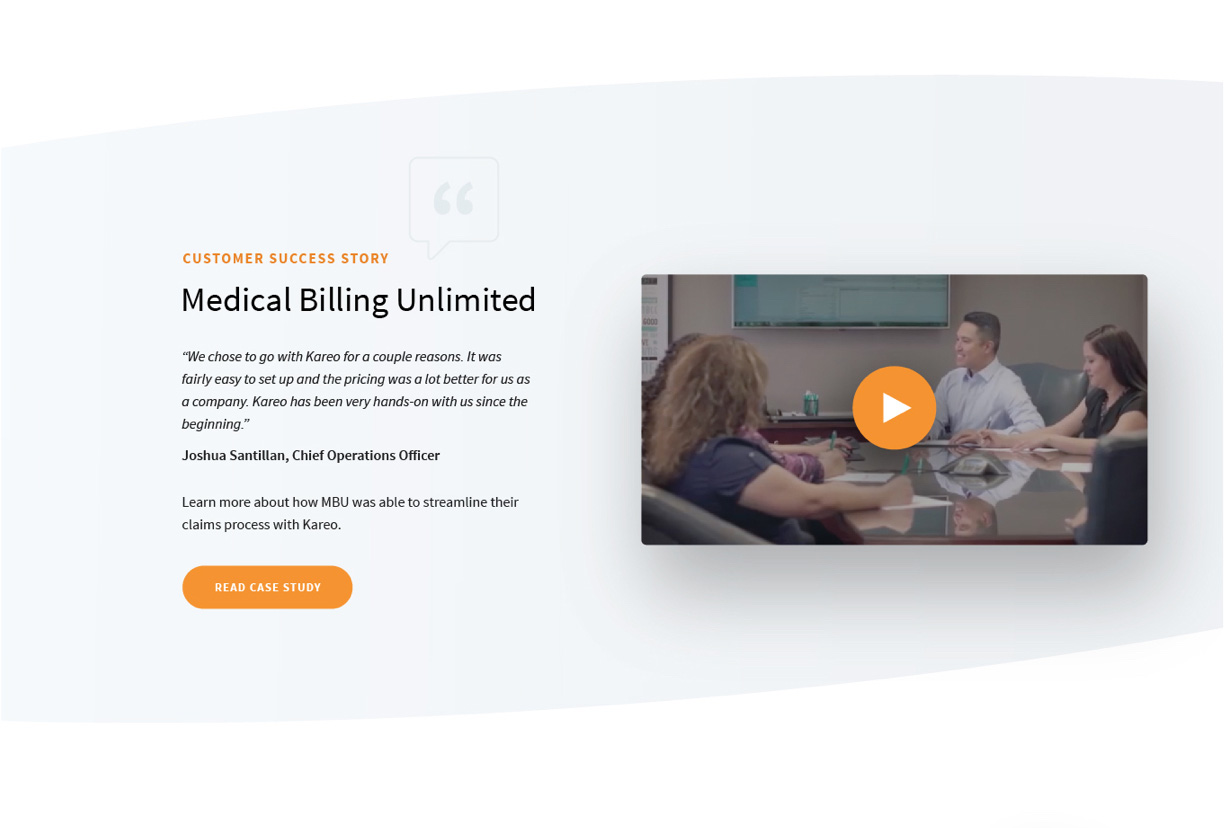 CUSTOMER SUCCESS STORY
Medical Billing Unlimited
“We chose to go with Kareo for a couple reasons. It was
fairly easy to set up and the pricing was a lot better for us as
a company. Kareo has been very hands-on with us since the
beginning.”
Joshua Santillan, Chief Operations Officer
Learn more about how MBU was able to streamline their
claims process with Kareo.
READ CASE STUDY